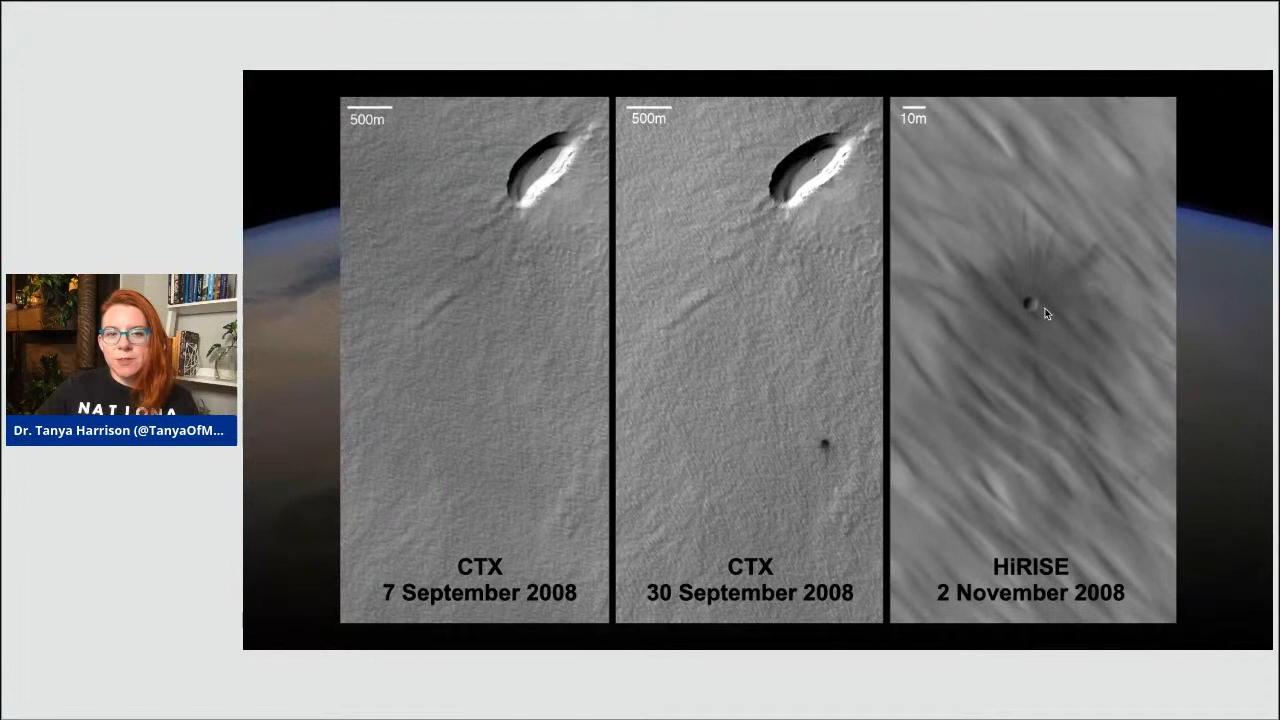 500m
500m
10m
NATIONA
Dr. Tanya Harrison (@TanyaOfM...
CTX
7 September 2008
CTX
30 September 2008
HiRISE
2 November 2008